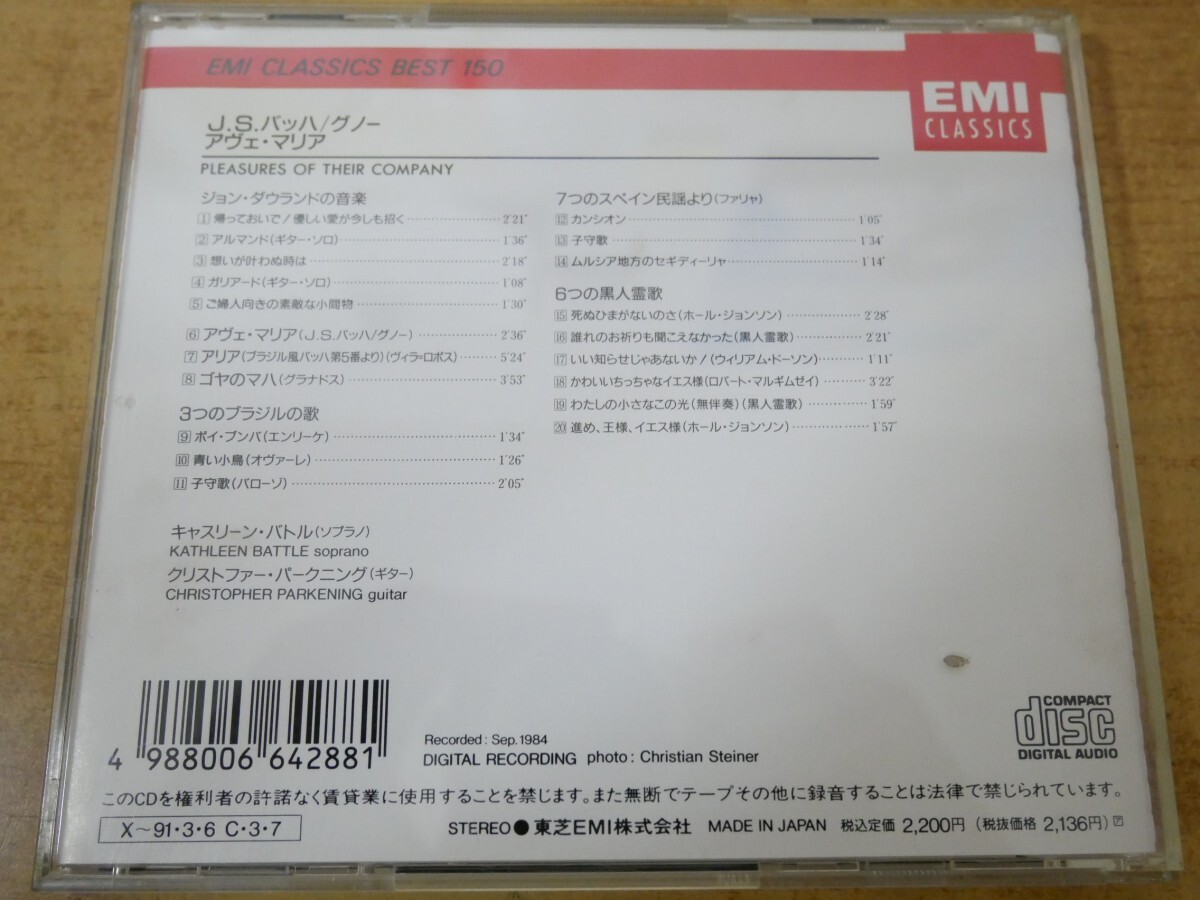 EMI CLASSICS BEST 150
EMI
CLASSICS
J.S.バッハ/グノー
アヴェ・マリア
PLEASURES OF THEIR COMPANY
ジョン・ダウランドの音楽
1 帰っておいで!優しい愛が今しも招く 2'21"
2 アルマンド(ギター・ソロ) 1'36"
3 想いが叶わぬ時は 2'18"
4 ガリアード(ギター・ソロ) 1'08"
5 ご婦人向きの素敵な小間物 1'30"
6 アヴェ・マリア(J.S.バッハ/グノー) 2'36"
7 アリア(ブラジル風バッハ第5番より)(ヴィラ=ロボス) 5'24"
8 ゴヤのマハ(グラナドス) 3'53"
3つのブラジルの歌
9 ボイ・ブンバ(エンリーケ) 1'34"
10 青い小鳥(オヴァーレ) 1'26"
11 子守歌(バローゾ) 2'05"
7つのスペイン民謡より(ファリャ)
12 カンシオン 1'05"
13 子守歌 1'34"
14 ムルシア地方のセギディーリャ 1'14"
6つの黒人霊歌
15 死ぬひまがないのさ(ホール・ジョンソン) 2'28"
16 誰れのお祈りも聞こえなかった(黒人霊歌) 2'21"
17 いい知らせじゃあないか!(ウィリアム・ドーソン) 1'11"
18 かわいいちっちゃなイエス様(ロバート・マルギムゼイ) 3'22"
19 わたしの小さなこの光(無伴奏)(黒人霊歌) 1'59"
20 進め、王様、イエス様(ホール・ジョンソン) 1'57"
キャスリーン・バトル(ソプラノ)
KATHLEEN BATTLE soprano
クリストファー・パークニング(ギター)
CHRISTOPHER PARKENING guitar
4 988006 642881
Recorded: Sep.1984
DIGITAL RECORDING photo: Christian Steiner
COMPACT
disc
DIGITAL AUDIO
このCDを権利者の許諾なく賃貸業に使用することを禁じます。また無断でテープその他に録音することは法律で禁じられています。
X〜91・3・6 C・3・7
STEREO● 東芝EMI株式会社 MADE IN JAPAN 税込定価 2,200円(税抜価格 2,136円)